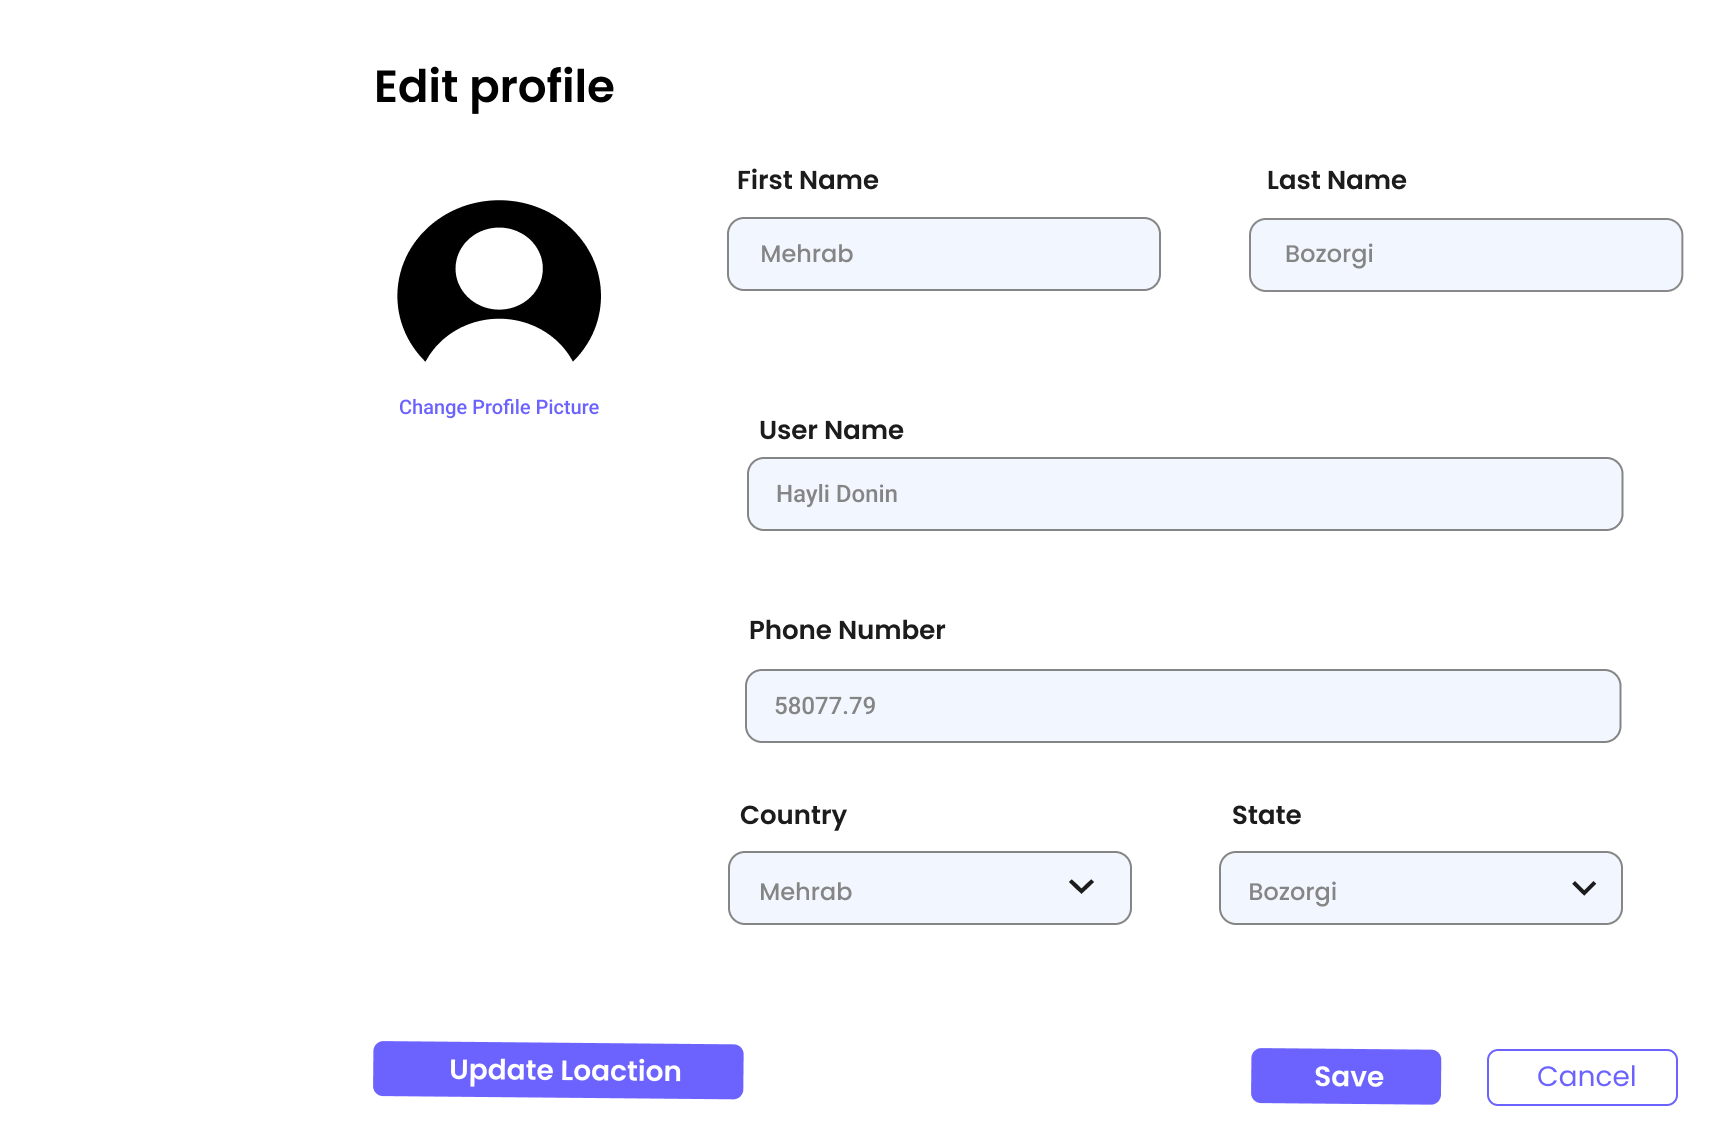 Edit profile
First Name
Last Name
Mehrab
Bozorgi
Change Profile Picture
User Name
Hayli Donin
Phone Number
58077.79
Country
State
Mehrab
Bozorgi
Update Loaction
Save
Cancel